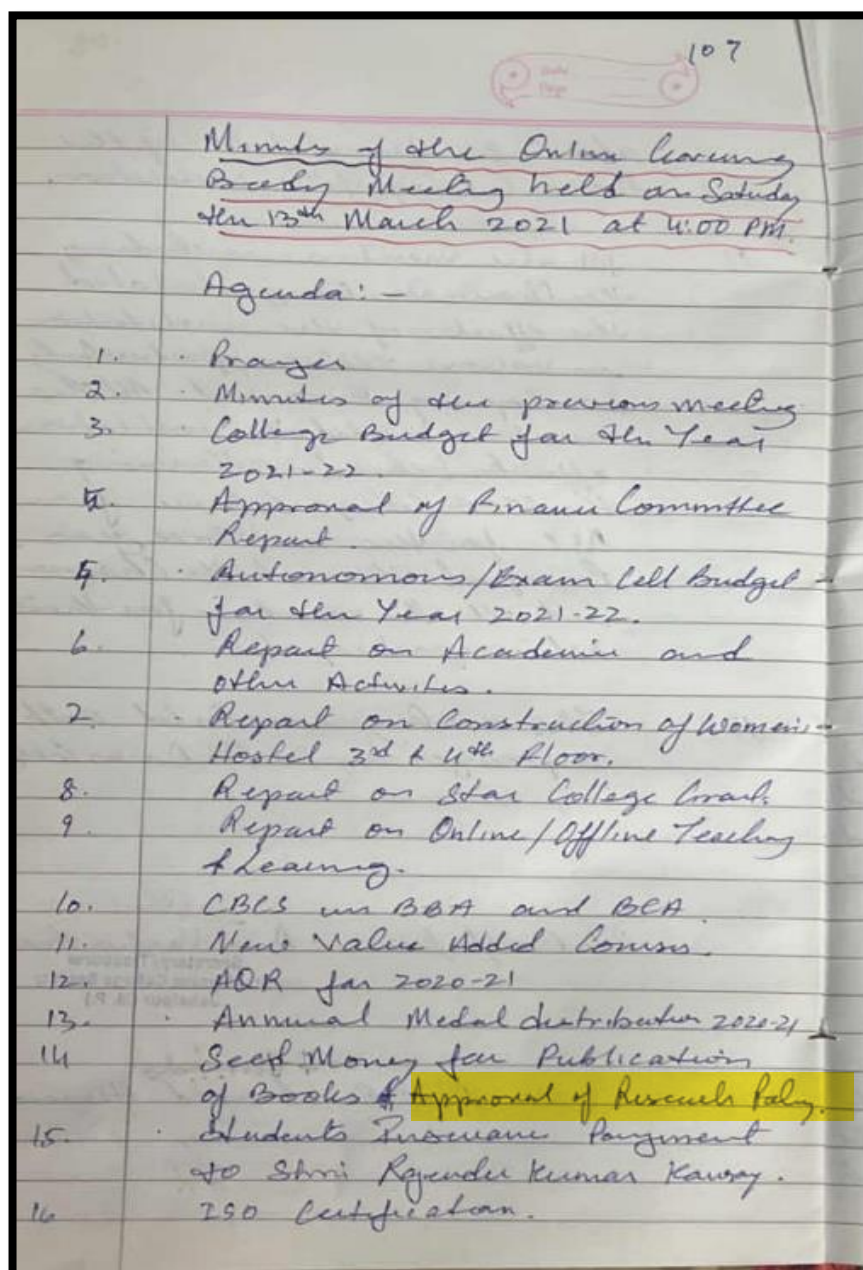 107
Minutes of the Online Governing
Body Meeting held on Saturday
the 13th March 2021 at 4:00 PM.
Agenda: -
1. Prayer
2. Minutes of the previous meeting
3. College Budget for the Year
2021-22.
4. Approval of Finance Committee
Report.
5. Autonomous/Exam Cell Budget -
for the Year 2021-22.
6. Report on Academic and
other Activites.
7. Report on Construction of Women's -
Hostel 3rd & 4th Floor.
8. Report on Star College Grant.
9. Report on Online/Offline Teaching
& Learning.
10. CBCS in BBA and BCA.
11. New Value Added Courses.
12. AQR for 2020-21
13. Annual Medal distribution 2020-21
14 Seed Money for Publication
of Books & Approval of Research Policy.
15. Students Insurance Payment
to Shri Rajender Kumar
16 ISO Certification.